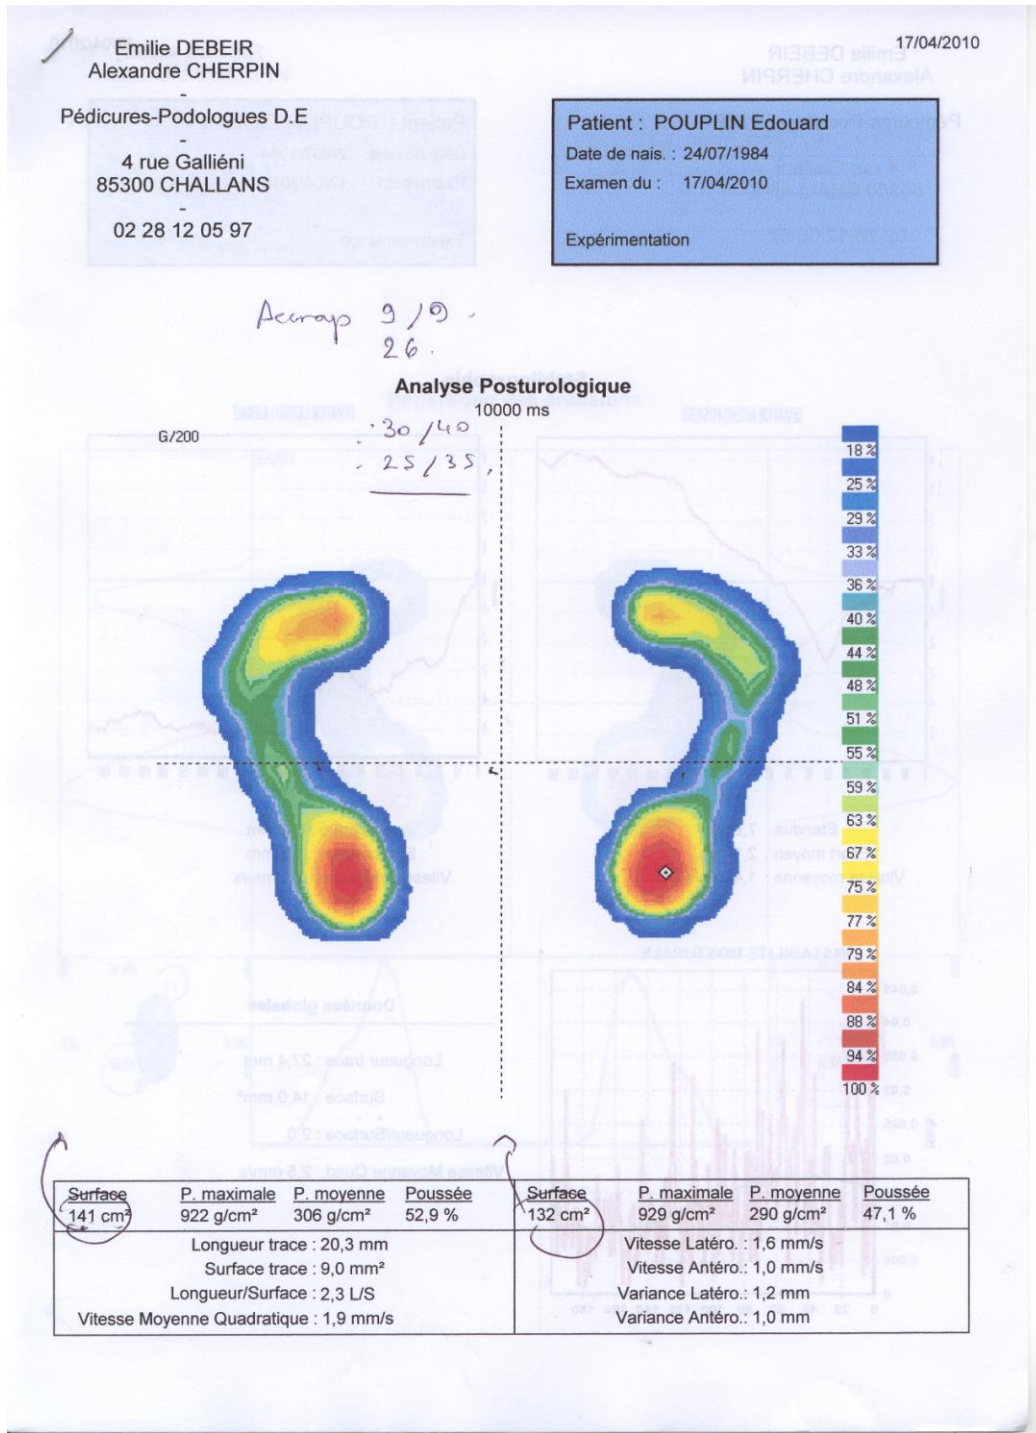 Emilie DEBEIR
Alexandre CHERPIN
-
Pédicures-Podologues D.E
-
4 rue Galliéni
85300 CHALLANS
-
02 28 12 05 97
17/04/2010
Patient : POUPLIN Edouard
Date de nais. : 24/07/1984
Examen du : 17/04/2010
Expérimentation
9/9
26.
Analyse Posturologique
10000 ms
G/200
: 30/40
: 25/35
18 %
25 %
29 %
33 %
36 %
40 %
44 %
48 %
51 %
55 %
59 %
63 %
67 %
75 %
77 %
79 %
84 %
88 %
94 %
100 %
Surface P. maximale P. moyenne Poussée
141 cm² 922 g/cm² 306 g/cm² 52,9 %
Longueur trace : 20,3 mm
Surface trace : 9,0 mm²
Longueur/Surface : 2,3 L/S
Vitesse Moyenne Quadratique : 1,9 mm/s
Surface P. maximale P. moyenne Poussée
132 cm² 929 g/cm² 290 g/cm² 47,1 %
Vitesse Latéro. : 1,6 mm/s
Vitesse Antéro. : 1,0 mm/s
Variance Latéro. : 1,2 mm
Variance Antéro.: 1,0 mm